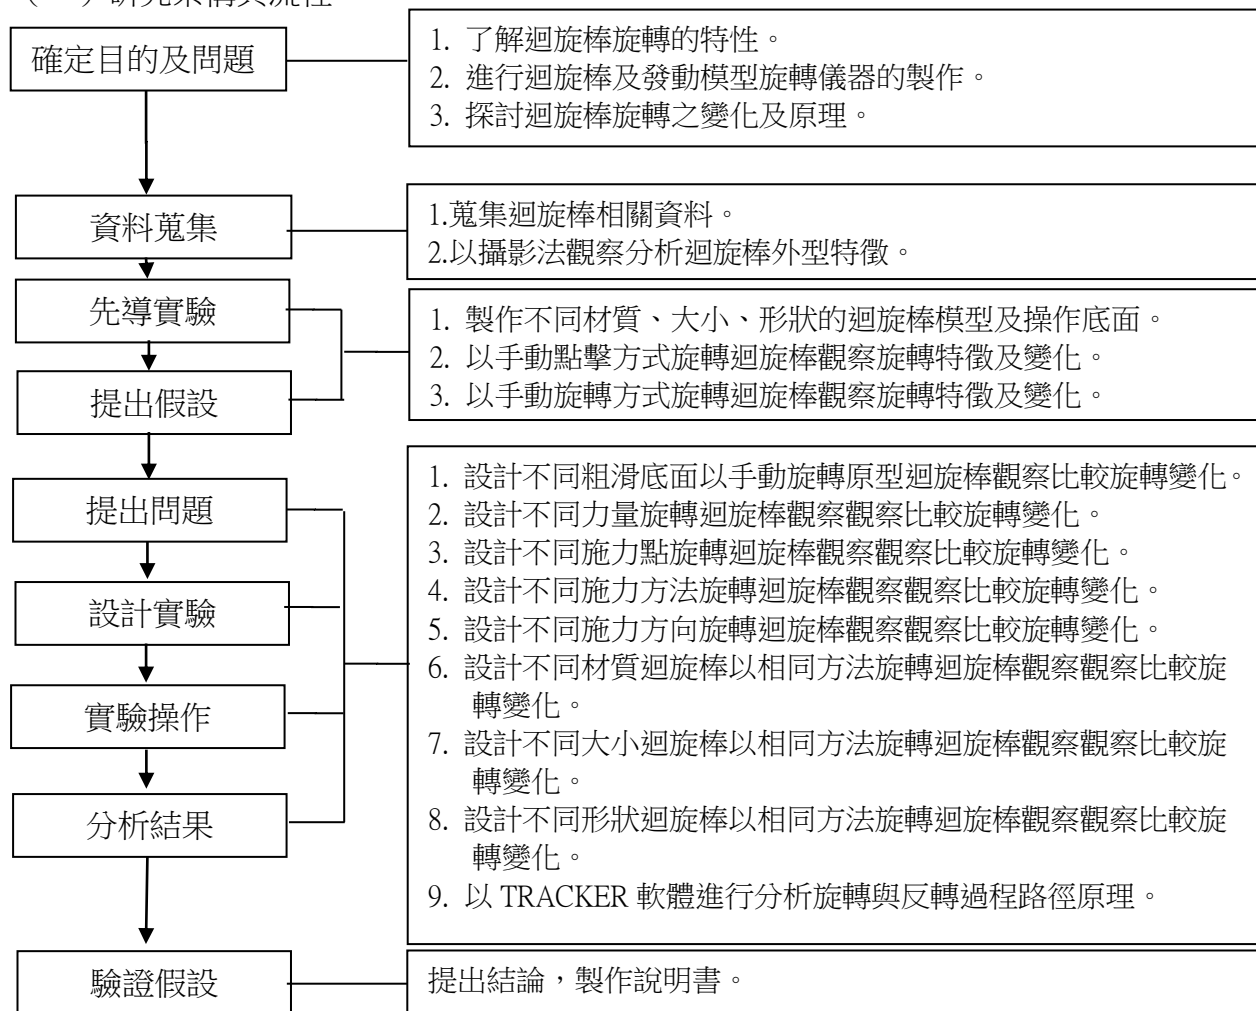 確定目的及問題
1. 了解迴旋棒旋轉的特性。
2. 進行迴旋棒及發動模型旋轉儀器的製作。
3. 探討迴旋棒旋轉之變化及原理。
資料蒐集
1.蒐集迴旋棒相關資料。
2.以攝影法觀察分析迴旋棒外型特徵。
先導實驗
提出假設
1. 製作不同材質、大小、形狀的迴旋棒模型及操作底面。
2. 以手動點擊方式旋轉迴旋棒觀察旋轉特徵及變化。
3. 以手動旋轉方式旋轉迴旋棒觀察旋轉特徵及變化。
提出問題
設計實驗
實驗操作
分析結果
1. 設計不同粗滑底面以手動旋轉原型迴旋棒觀察比較旋轉變化。
2. 設計不同力量旋轉迴旋棒觀察觀察比較旋轉變化。
3. 設計不同施力點旋轉迴旋棒觀察觀察比較旋轉變化。
4. 設計不同施力方法旋轉迴旋棒觀察觀察比較旋轉變化。
5. 設計不同施力方向旋轉迴旋棒觀察觀察比較旋轉變化。
6. 設計不同材質迴旋棒以相同方法旋轉迴旋棒觀察觀察比較旋
轉變化。
7. 設計不同大小迴旋棒以相同方法旋轉迴旋棒觀察觀察比較旋
轉變化。
8. 設計不同形狀迴旋棒以相同方法旋轉迴旋棒觀察觀察比較旋
轉變化。
9. 以 TRACKER 軟體進行分析旋轉與反轉過程路徑原理。
驗證假設
提出結論，製作說明書。